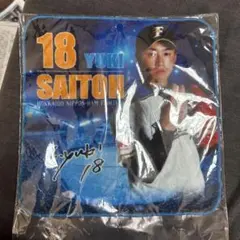 18 YUKI
SAITOH
HOKKAIDO NIPPON-HAM FIGHTERS
F
yuki!
18